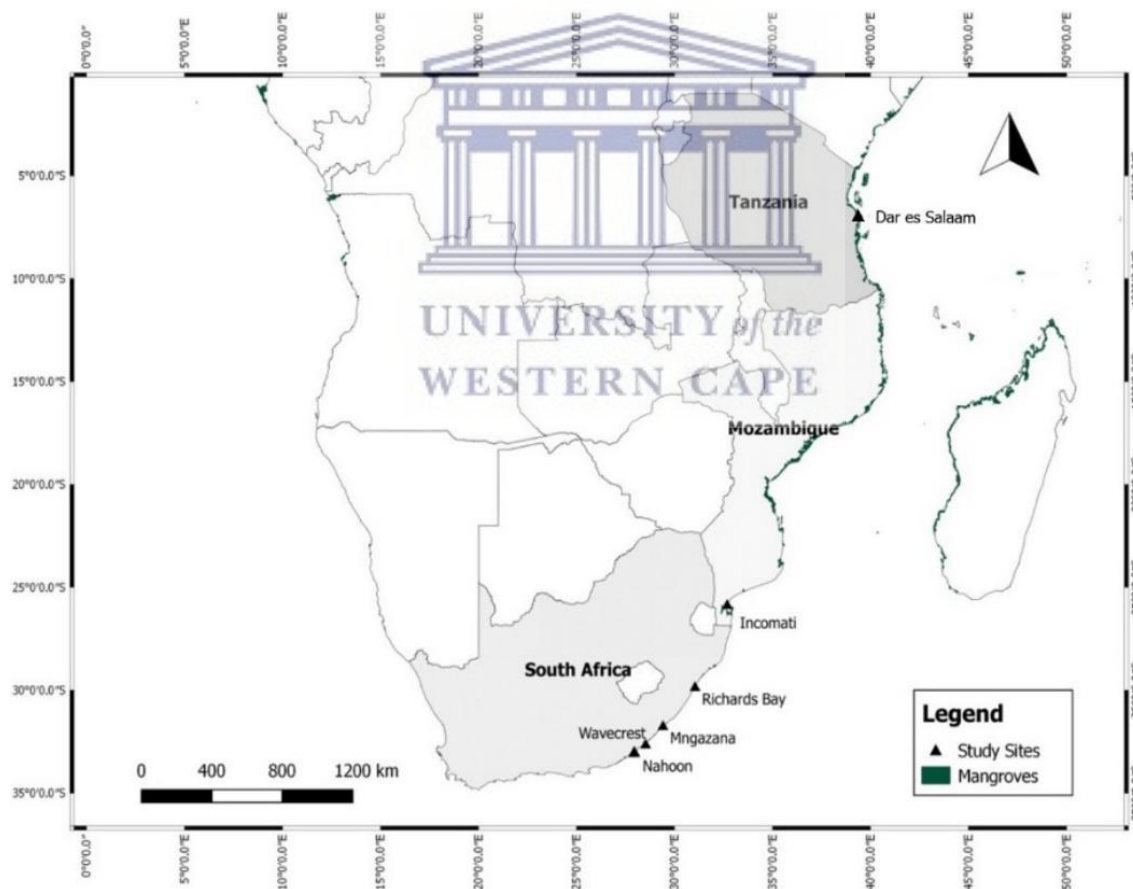 0°0'0.0"
5°0'0.0"E
10°0'0.0"E
15°0'0.0"E
20°0'0.0"E
25°0'0.0"E
30°0'0.0"E
35°0'0.0"E
40°0'0.0"E
45°0'0.0"E
50°0'0.0"E
5°0'0.0"S
10°0'0.0"S
15°0'0.0"S
20°0'0.0"S
25°0'0.0"S
30°0'0.0"S
35°0'0.0"S
Tanzania
Dar es Salaam
UNIVERSITY of the
WESTERN CAPE
Mozambique
Incomati
South Africa
Richards Bay
Wavecrest
Mngazana
Nahoon
Legend
Study Sites
Mangroves
0 400 800 1200 km
0°0'0.0"
5°0'0.0"E
10°0'0.0"E
15°0'0.0"E
20°0'0.0"E
25°0'0.0"E
30°0'0.0"E
35°0'0.0"E
40°0'0.0"E
45°0'0.0"E